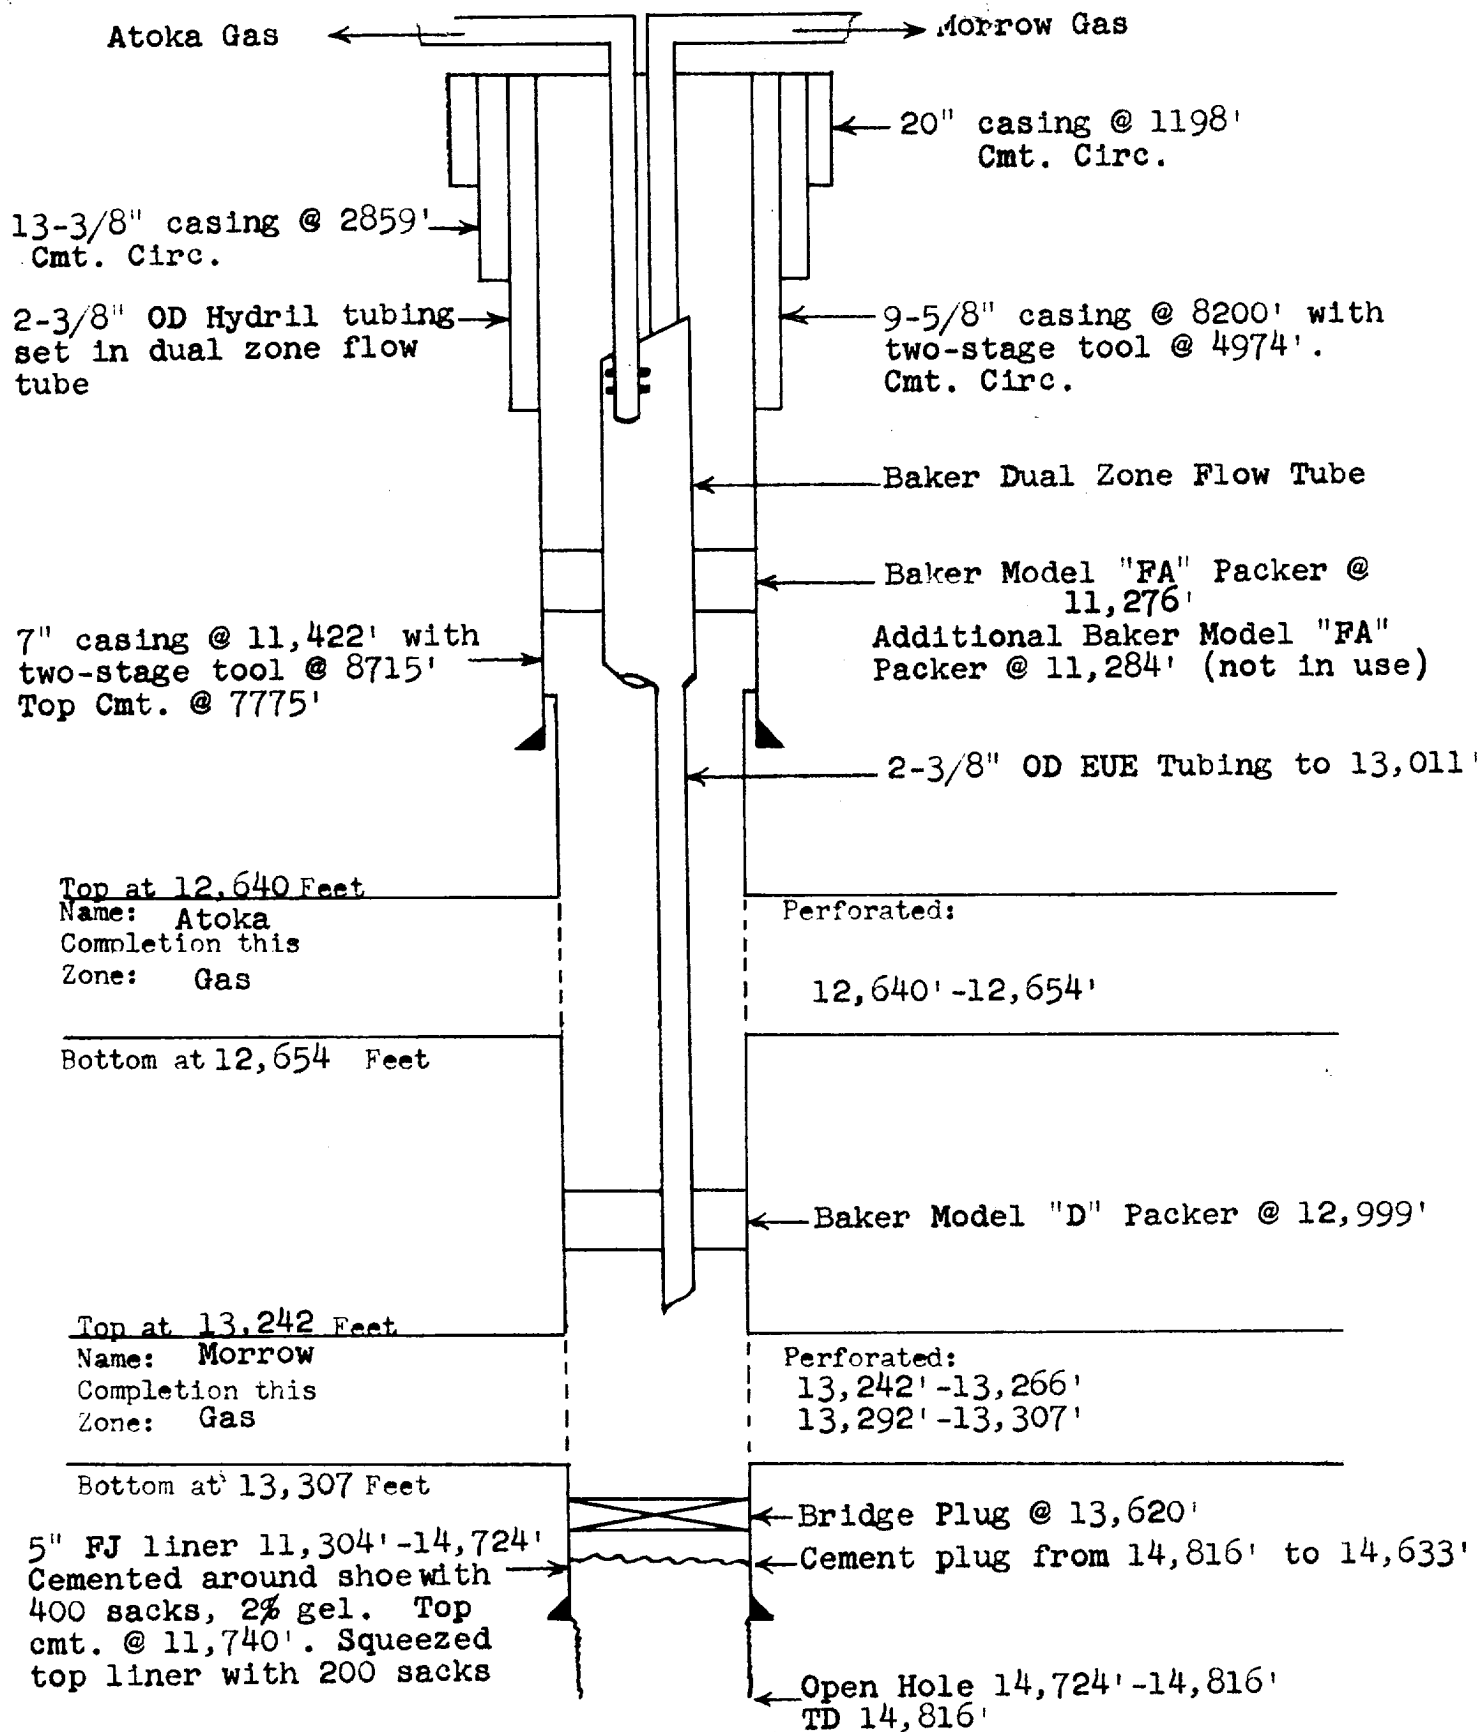 Atoka Gas
Morrow Gas
20" casing @ 1198'
Cmt. Circ.
13-3/8" casing @ 2859'
Cmt. Circ.
2-3/8" OD Hydril tubing
set in dual zone flow
tube
9-5/8" casing @ 8200' with
two-stage tool @ 4974'.
Cmt. Circ.
Baker Dual Zone Flow Tube
Baker Model "FA" Packer @
11,276'
Additional Baker Model "FA"
Packer @ 11,284' (not in use)
7" casing @ 11,422' with
two-stage tool @ 8715'
Top Cmt. @ 7775'
2-3/8" OD EUE Tubing to 13,011'
Top at 12,640 Feet
Name: Atoka
Completion this
Zone: Gas
Perforated:
12,640'-12,654'
Bottom at 12,654 Feet
Baker Model "D" Packer @ 12,999'
Top at 13,242 Feet
Name: Morrow
Completion this
Zone: Gas
Perforated:
13,242'-13,266'
13,292'-13,307'
Bottom at 13,307 Feet
Bridge Plug @ 13,620'
Cement plug from 14,816' to 14,633'
5" FJ liner 11,304'-14,724'
Cemented around shoe with
400 sacks, 2% gel. Top
cmt. @ 11,740'. Squeezed
top liner with 200 sacks
Open Hole 14,724'-14,816'
TD 14,816'